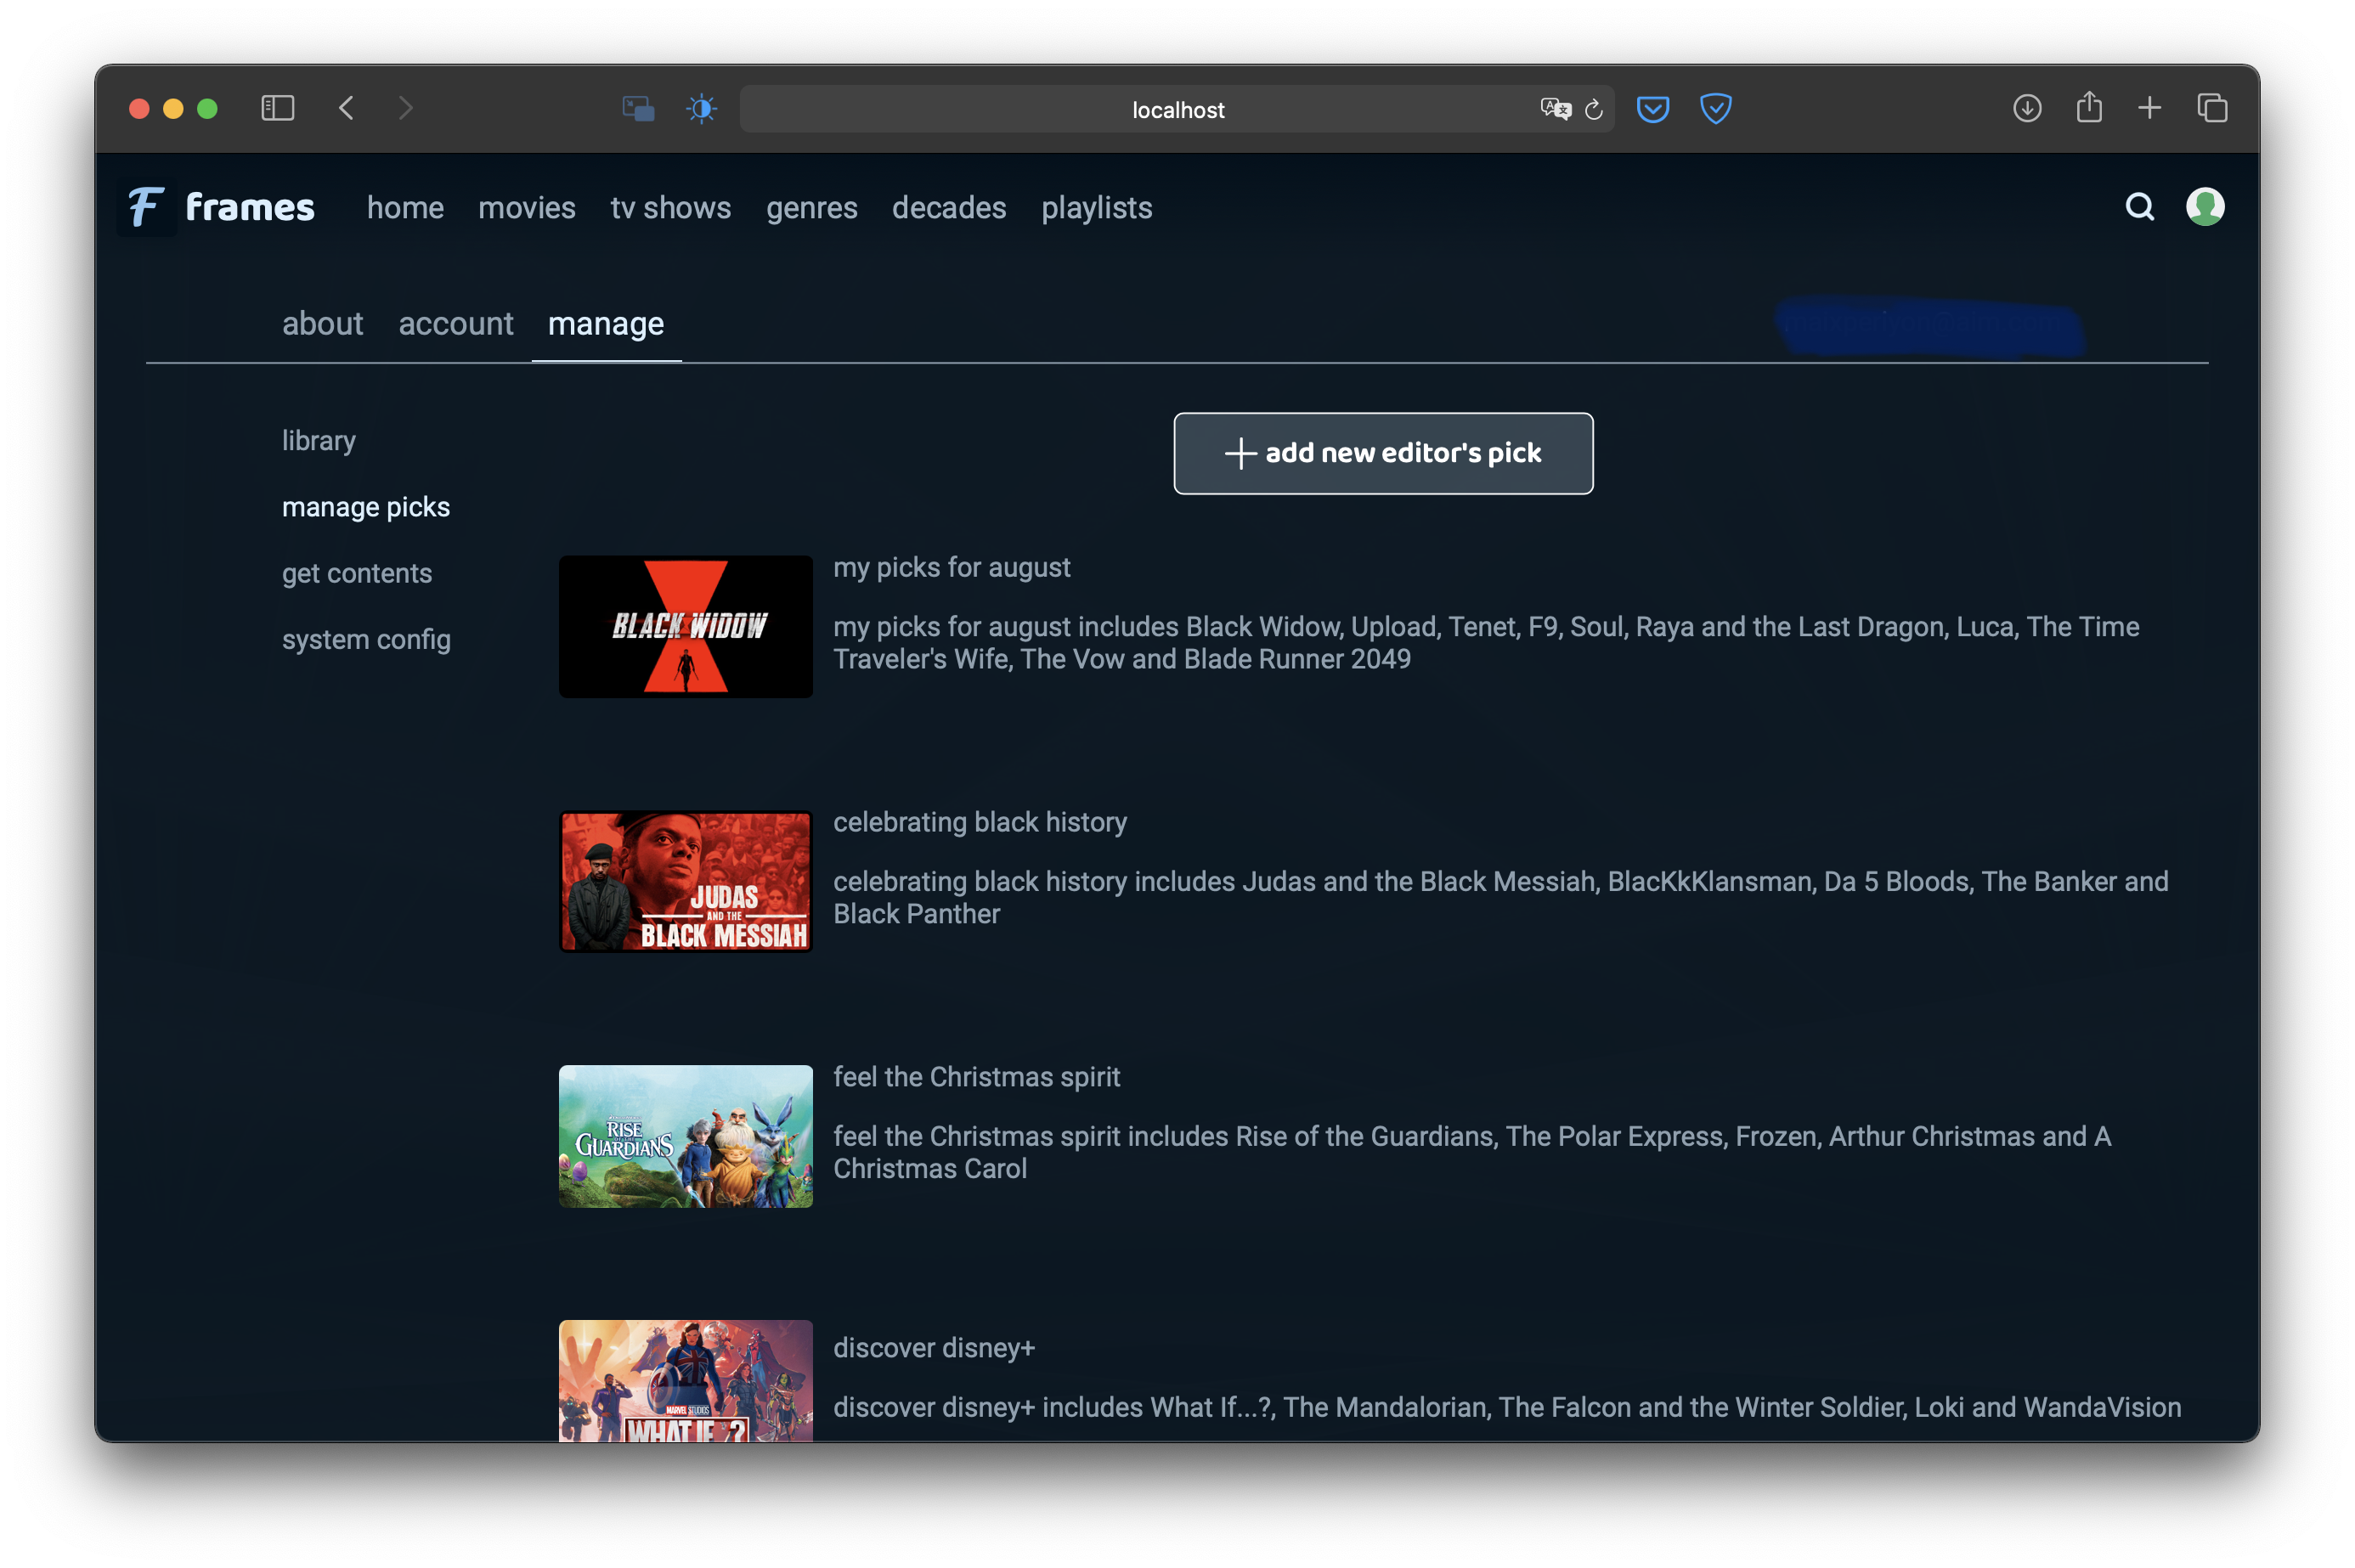 localhost
F frames home movies tv shows genres decades playlists
about account manage
library
manage picks
get contents
system config
+ add new editor's pick
BLACK WIDOW
my picks for august
my picks for august includes Black Widow, Upload, Tenet, F9, Soul, Raya and the Last Dragon, Luca, The Time
Traveler's Wife, The Vow and Blade Runner 2049
JUDAS
AND THE
BLACK MESSIAH
celebrating black history
celebrating black history includes Judas and the Black Messiah, BlacKkKlansman, Da 5 Bloods, The Banker and
Black Panther
RISE
GUARDIANS
feel the Christmas spirit
feel the Christmas spirit includes Rise of the Guardians, The Polar Express, Frozen, Arthur Christmas and A
Christmas Carol
MARVEL STUDIOS
WHAT IF...?
discover disney+
discover disney+ includes What If...?, The Mandalorian, The Falcon and the Winter Soldier, Loki and WandaVision